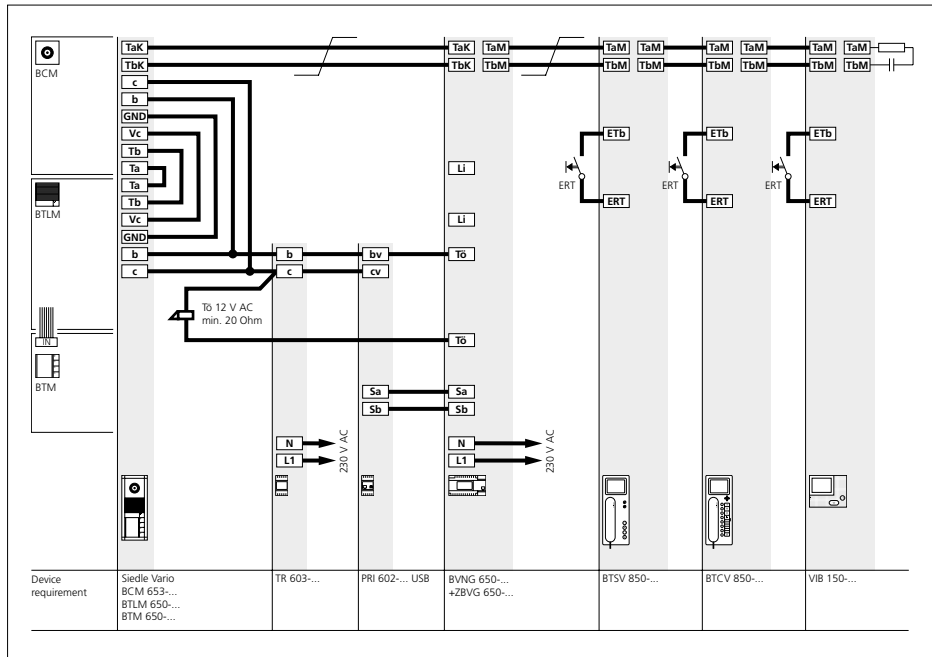 BCM
TaK
TaK TaM
TaM TaM
TaM TaM
TaM TaM
TbK
TbK TbM
TbM TbM
TbM TbM
TbM TbM
c
b
GND
Vc
ETb
ETb
ETb
Tb
Ta
Li
ERT
ERT
ERT
Ta
BTLM
Tb
ERT
ERT
ERT
Vc
Li
GND
b
b
bv
Tö
c
c
cv
Tö 12 V AC
min. 20 Ohm
IN
Tö
BTM
Sa
Sa
Sb
Sb
N
L1
230 V AC
N
L1
230 V AC
Device
requirement
Siedle Vario
BCM 653-...
BTLM 650-...
BTM 650-...
TR 603-...
PRI 602-... USB
BVNG 650-...
+ZBVG 650-...
BTSV 850-...
BTCV 850-...
VIB 150-...